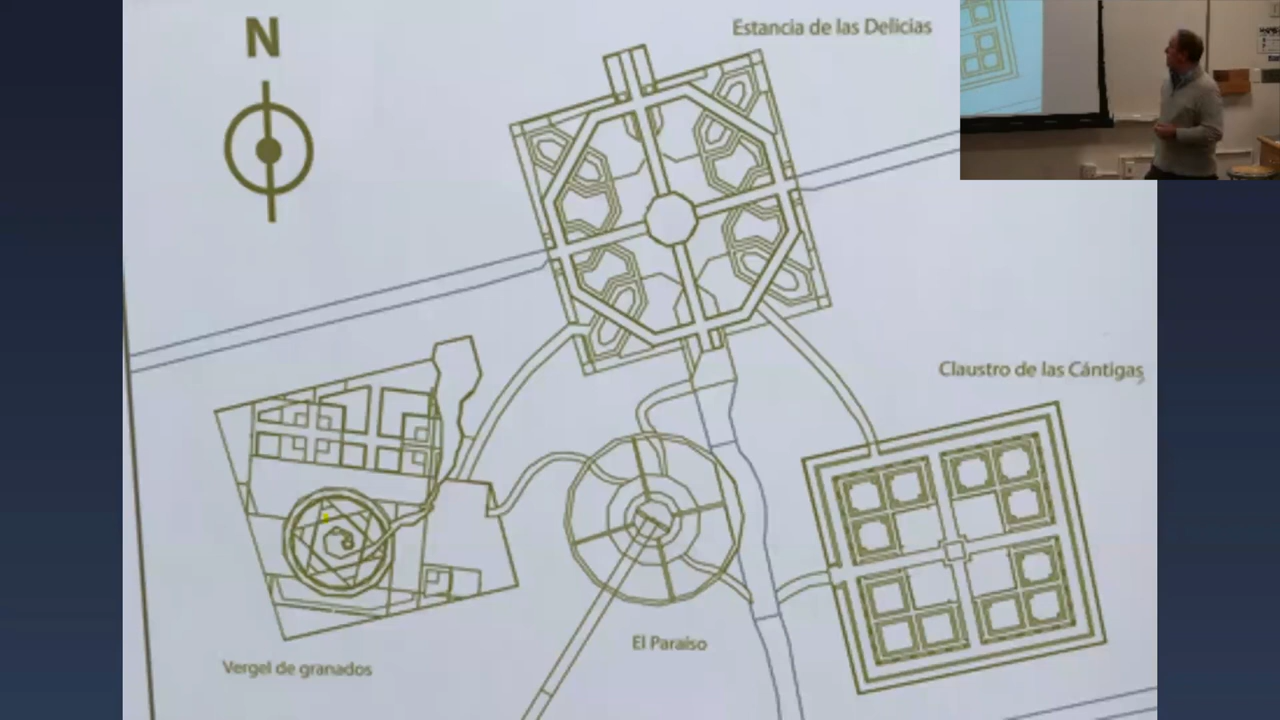 N
Estancia de las Delicias
Claustro de las Cántigas
El Paraíso
Vergel de granados